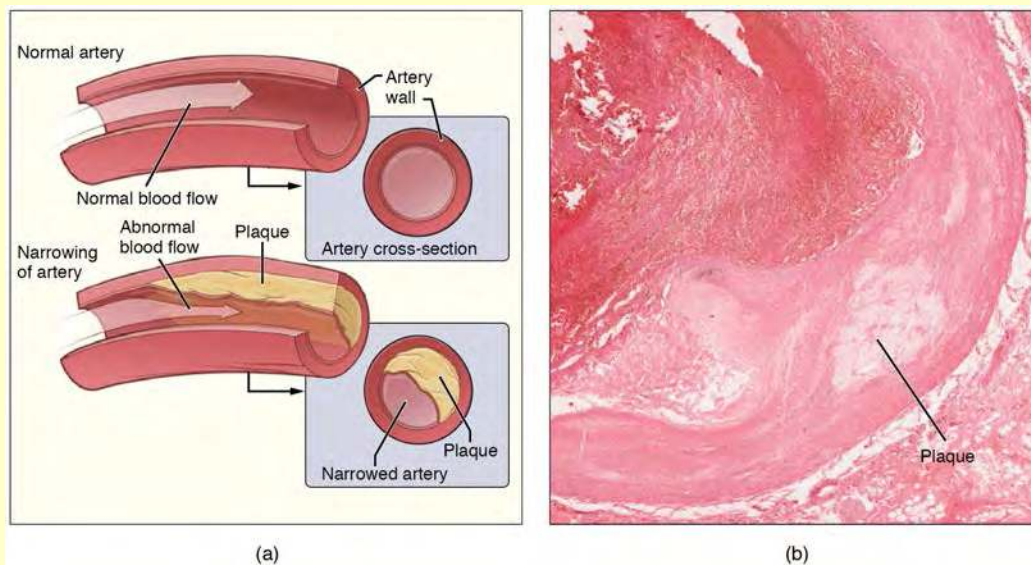 Normal artery
Artery
wall
Normal blood flow
Artery cross-section
Abnormal
blood flow
Plaque
Narrowing
of artery
Plaque
Narrowed artery
Plaque
(a)
(b)